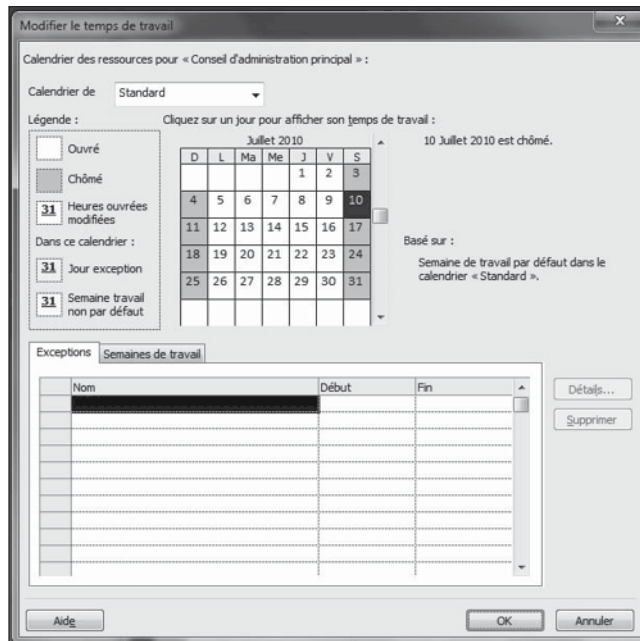 Modifier le temps de travail
x
Calendrier des ressources pour « Conseil d'administration principal » :
Calendrier de Standard
Légende :
Ouvré
Chômé
31 Heures ouvrées modifiées
Dans ce calendrier :
31 Jour exception
31 Semaine travail non par défaut
Cliquez sur un jour pour afficher son temps de travail :
Juillet 2010
D L Ma Me J V S
1 2 3
4 5 6 7 8 9 10
11 12 13 14 15 16 17
18 19 20 21 22 23 24
25 26 27 28 29 30 31
10 Juillet 2010 est chômé.
Basé sur :
Semaine de travail par défaut dans le
calendrier « Standard ».
Exceptions Semaines de travail
Nom Début Fin
Détails...
Supprimer
Aide OK Annuler